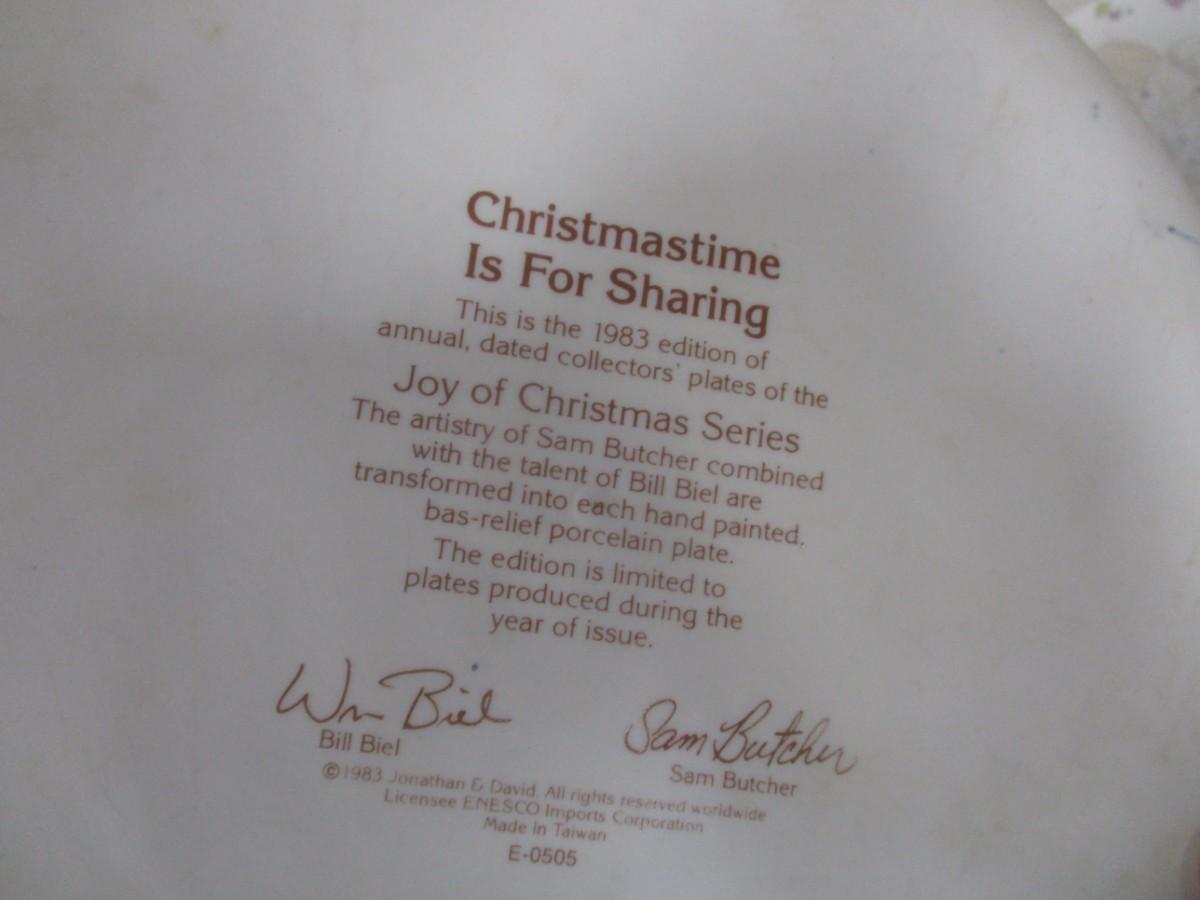 Christmastime
Is For Sharing
This is the 1983 edition of
annual, dated collectors' plates of the
Joy of Christmas Series
The artistry of Sam Butcher combined
with the talent of Bill Biel are
transformed into each hand painted,
bas-relief porcelain plate.
The edition is limited to
plates produced during the
year of issue.
Wm Biel
Sam Butcher
Bill Biel
Sam Butcher
©1983 Jonathan & David. All rights reserved worldwide
Licensee ENESCO Imports Corporation
Made in Taiwan
E-0505